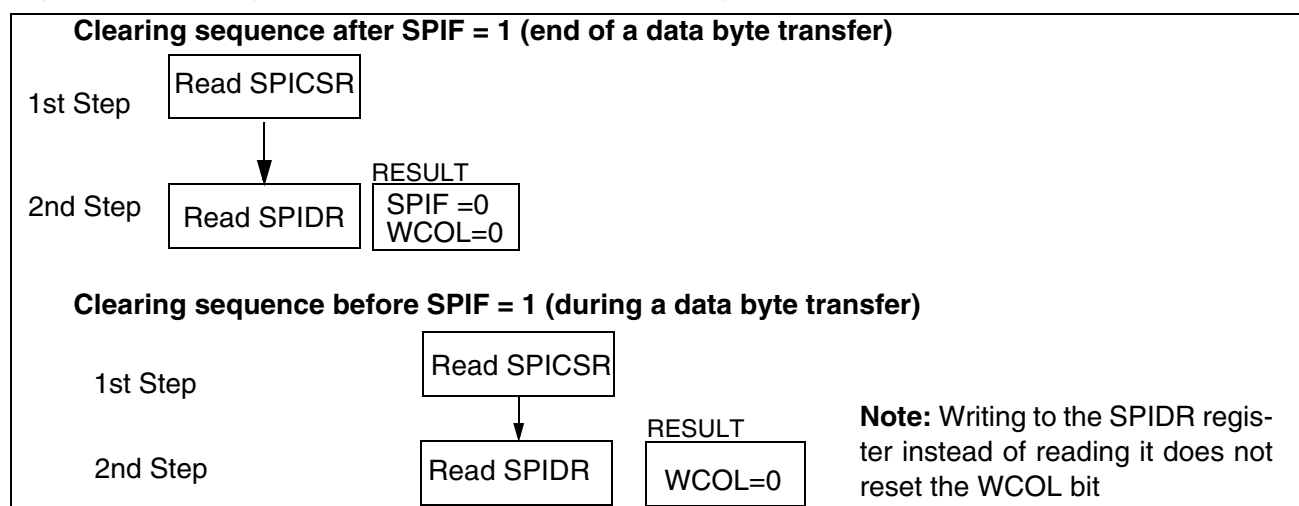 Clearing sequence after SPIF = 1 (end of a data byte transfer)
1st Step
Read SPICSR
2nd Step
Read SPIDR
RESULT
SPIF =0
WCOL=0
Clearing sequence before SPIF = 1 (during a data byte transfer)
1st Step
Read SPICSR
2nd Step
Read SPIDR
RESULT
WCOL=0
Note: Writing to the SPIDR regis-
ter instead of reading it does not
reset the WCOL bit